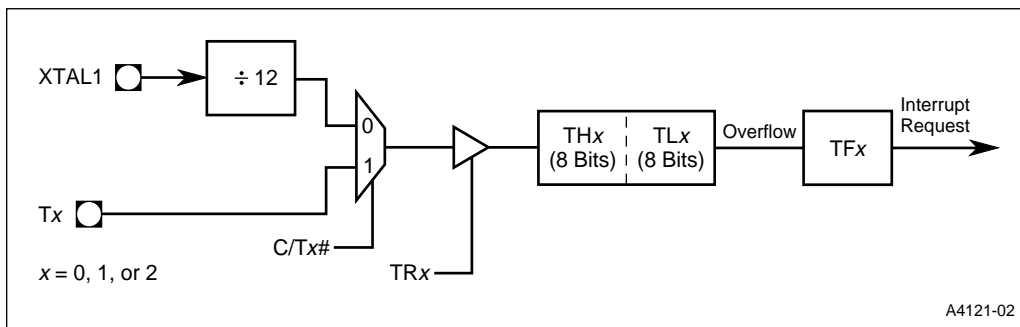 XTAL1
÷ 12
0
1
Tx
C/Tx#
TRx
THx
(8 Bits)
TLx
(8 Bits)
Overflow
TFx
Interrupt
Request
x = 0, 1, or 2
A4121-02